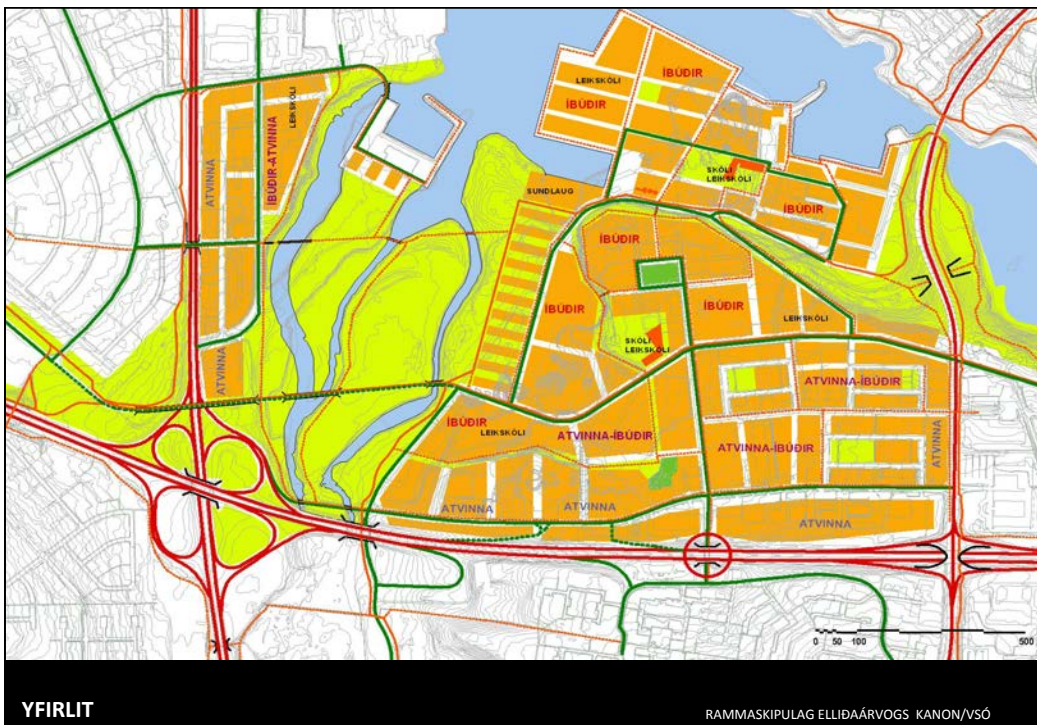 ÍBÚÐIR
LEIKSKÓLI
ÍBÚÐIR
LEIKSKÓLI
ÍBÚÐIR-ATVINNA
ATVINNA
SKÓLI
LEIKSKÓLI
SUNDLAUG
ÍBÚÐIR
ÍBÚÐIR
ÍBÚÐIR
ÍBÚÐIR
LEIKSKÓLI
SKÓLI
LEIKSKÓLI
ATVINNA
ATVINNA-ÍBÚÐIR
ÍBÚÐIR
LEIKSKÓLI
ATVINNA-ÍBÚÐIR
ATVINNA-ÍBÚÐIR
ATVINNA
ATVINNA
ATVINNA
ATVINNA
0 50 100 500
YFIRLIT
RAMMASKIPULAG ELLIÐAÁRVOGS KANON/VSÓ